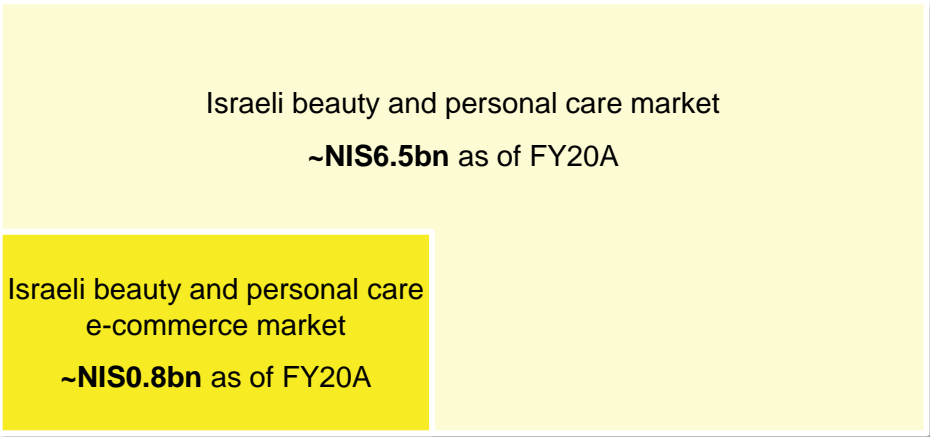 Israeli beauty and personal care market
~NIS6.5bn as of FY20A
Israeli beauty and personal care
e-commerce market
~NIS0.8bn as of FY20A